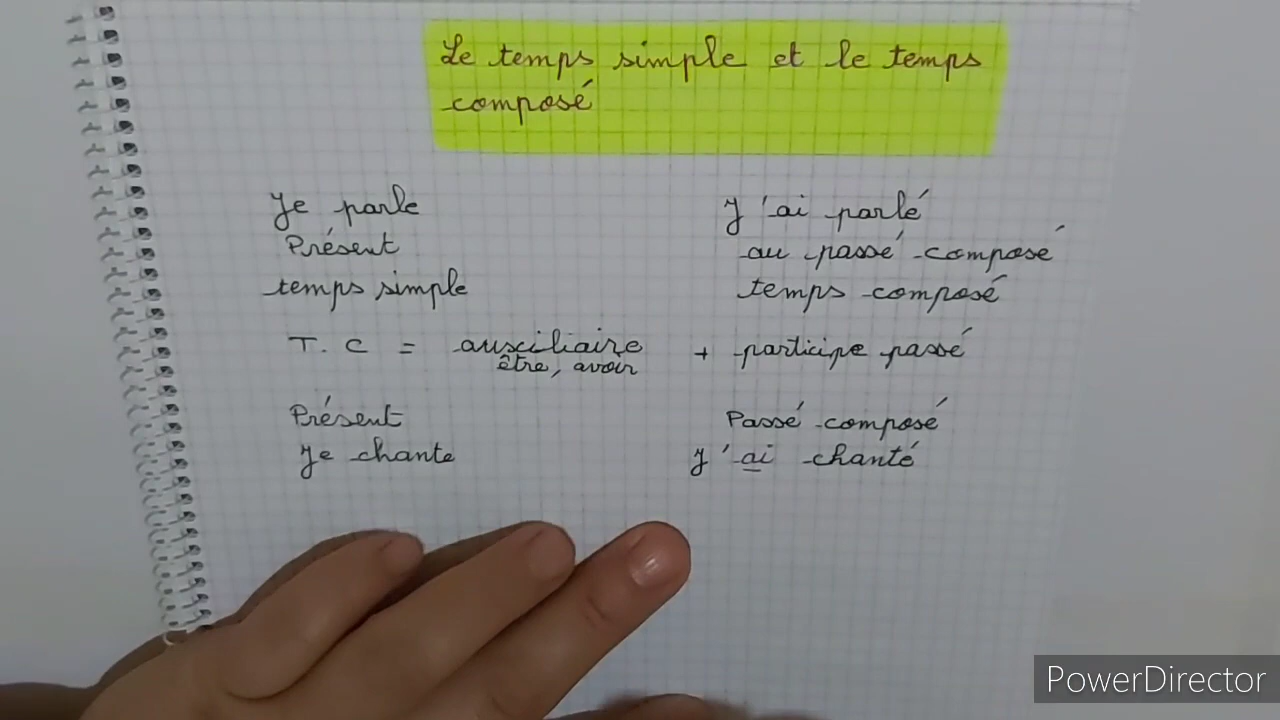 Le temps simple et le temps
composé
Je parle
J'ai parlé
Présent
au passé composé
temps simple
temps composé
T.C = auxiliaire + participe passé
être, avoir
Présent
Passé composé
Je chante
J'ai chanté
PowerDirector